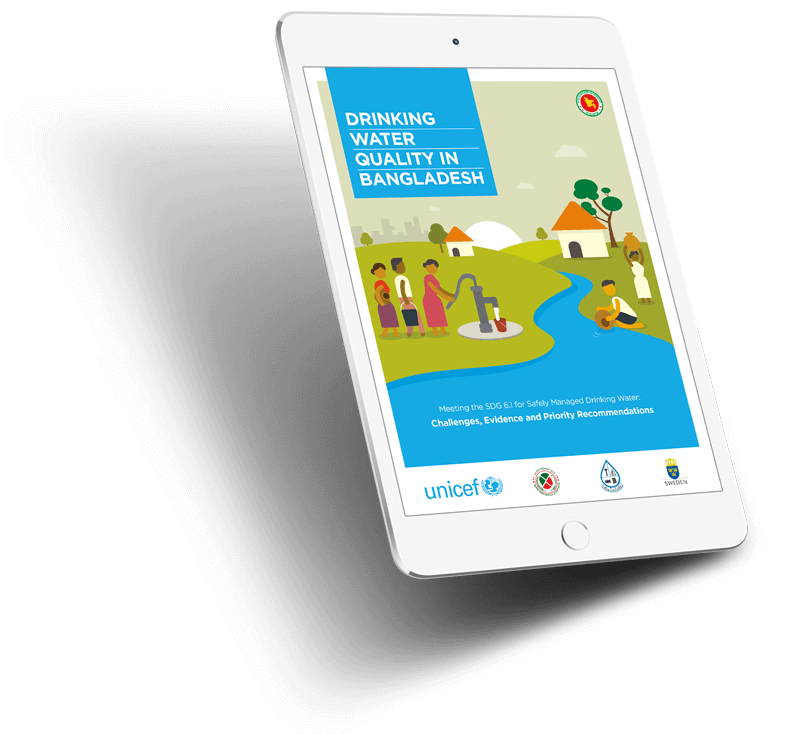 DRINKING
WATER
QUALITY IN
BANGLADESH
Meeting the SDG 6.1 for Safely Managed Drinking Water:
Challenges, Evidence and Priority Recommendations
unicef
SWEDEN